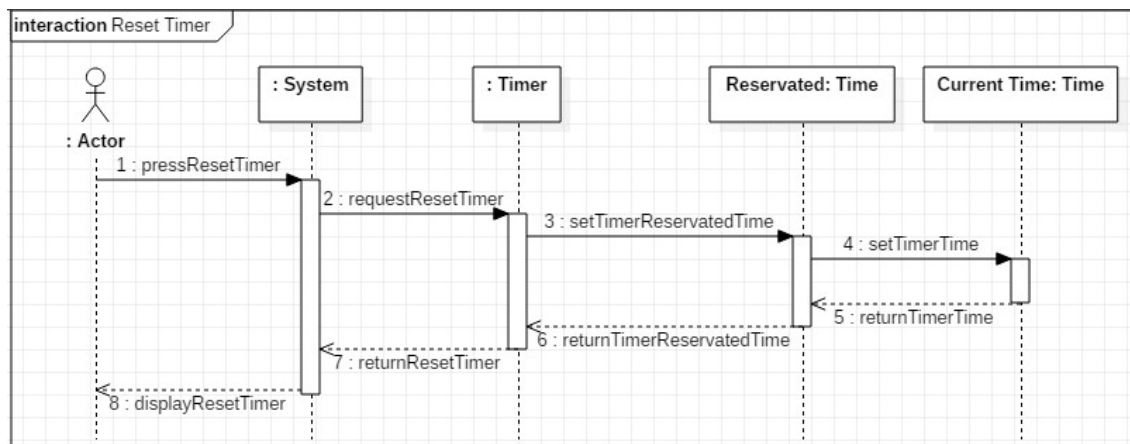 interaction Reset Timer
: Actor
: System
: Timer
Reservated: Time
Current Time: Time
1 : pressResetTimer
2 : requestResetTimer
3 : setTimerReservatedTime
4 : setTimerTime
5 : returnTimerTime
6 : returnTimerReservatedTime
7 : returnResetTimer
8 : displayResetTimer